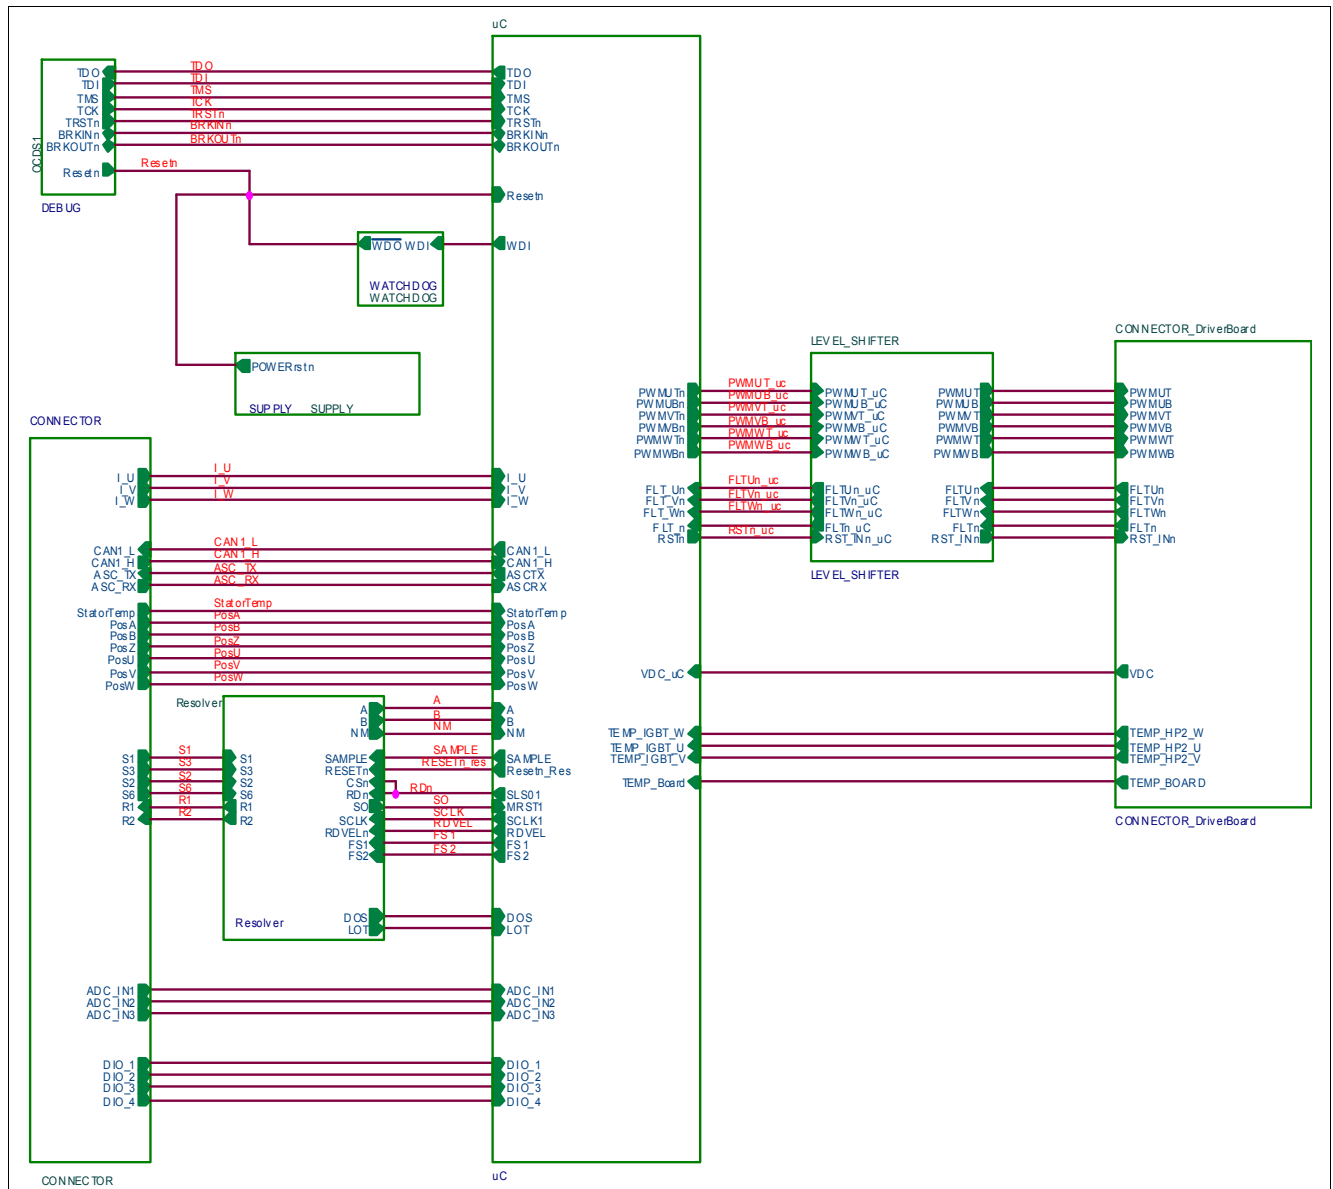 uC
TDO
TDI
TMS
TCK
TRSTn
BRKINn
BRKOUTn
Resetn
OCDS1
DEBUG
TDO
TDI
TMS
TCK
TRSTn
BRKINn
BRKOUTn
Resetn
TDO
TDI
TMS
TCK
TRSTn
BRKINn
BRKOUTn
Resetn
WDI
WDO WDI
WATCHDOG
WATCHDOG
POWERrstn
SUPPLY SUPPLY
CONNECTOR
I_U
I_V
I_W
I_U
I_V
I_W
I_U
I_V
I_W
CAN1_L
CAN1_H
ASC_TX
ASC_RX
CAN1_L
CAN1_H
ASC_TX
ASC_RX
CAN1_L
CAN1_H
ASCTX
ASCRX
StatorTemp
PosA
PosB
PosZ
PosU
PosV
PosW
StatorTemp
PosA
PosB
PosZ
PosU
PosV
PosW
StatorTemp
PosA
PosB
PosZ
PosU
PosV
PosW
Resolver
A
B
NM
A
B
NM
A
B
NM
S1
S3
S2
S6
R1
R2
S1
S3
S2
S6
R1
R2
S1
S3
S2
S6
R1
R2
SAMPLE
RESETn
CSn
RDn
SO
SCLK
RDVELn
FS1
FS2
SAMPLE
RESETn_res
RDn
SO
SCLK
RDVEL
FS1
FS2
SAMPLE
Resetn_Res
SLS01
MRST1
SCLK1
RDVEL
FS1
FS2
Resolver
DOS
LOT
DOS
LOT
ADC_IN1
ADC_IN2
ADC_IN3
ADC_IN1
ADC_IN2
ADC_IN3
DIO_1
DIO_2
DIO_3
DIO_4
DIO_1
DIO_2
DIO_3
DIO_4
CONNECTOR
uC
PWMUTn
PWMUBn
PWMVTn
PWMVBn
PWMWTn
PWMWBn
PWMUT_uc
PWMUB_uc
PWMVT_uc
PWMVB_uc
PWMWT_uc
PWMWB_uc
LEVEL_SHIFTER
PWMUT_uC
PWMUB_uC
PWMVT_uC
PWMVB_uC
PWMWT_uC
PWMWB_uC
PWMUT
PWMUB
PWMVT
PWMVB
PWMWT
PWMWB
CONNECTOR_DriverBoard
PWMUT
PWMUB
PWMVT
PWMVB
PWMWT
PWMWB
FLT_Un
FLT_Vn
FLT_Wn
FLT_n
RSTn
FLTUn_uc
FLTVn_uc
FLTWn_uc
RSTn_uc
FLTUn_uC
FLTVn_uC
FLTWn_uC
FLTn_uC
RST_INn_uC
FLTUn
FLTVn
FLTWn
FLTn
RST_INn
FLTUn
FLTVn
FLTWn
FLTn
RST_INn
LEVEL_SHIFTER
VDC_uC
VDC
TEMP_IGBT_W
TEMP_IGBT_U
TEMP_IGBT_V
TEMP_Board
TEMP_HP2_W
TEMP_HP2_U
TEMP_HP2_V
TEMP_BOARD
CONNECTOR_DriverBoard